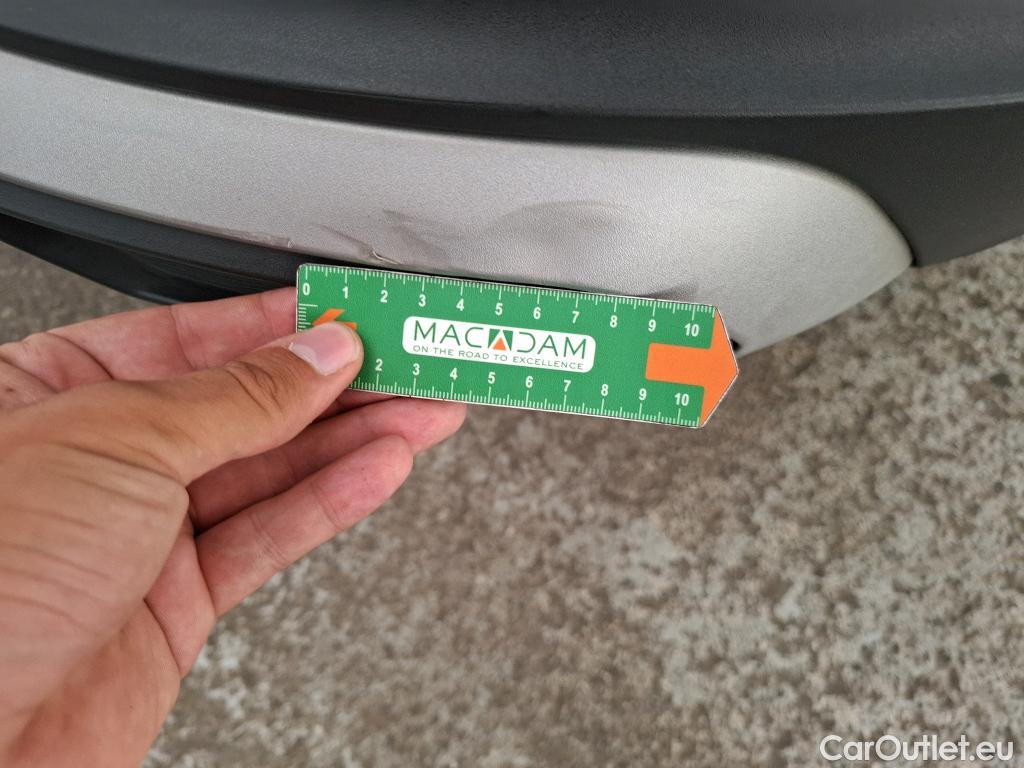 0 1 2 3 4 5 6 7 8 9 10
MACADAM
ON THE ROAD TO EXCELLENCE
2 3 4 5 6 7 8 9 10
CarOutlet.eu